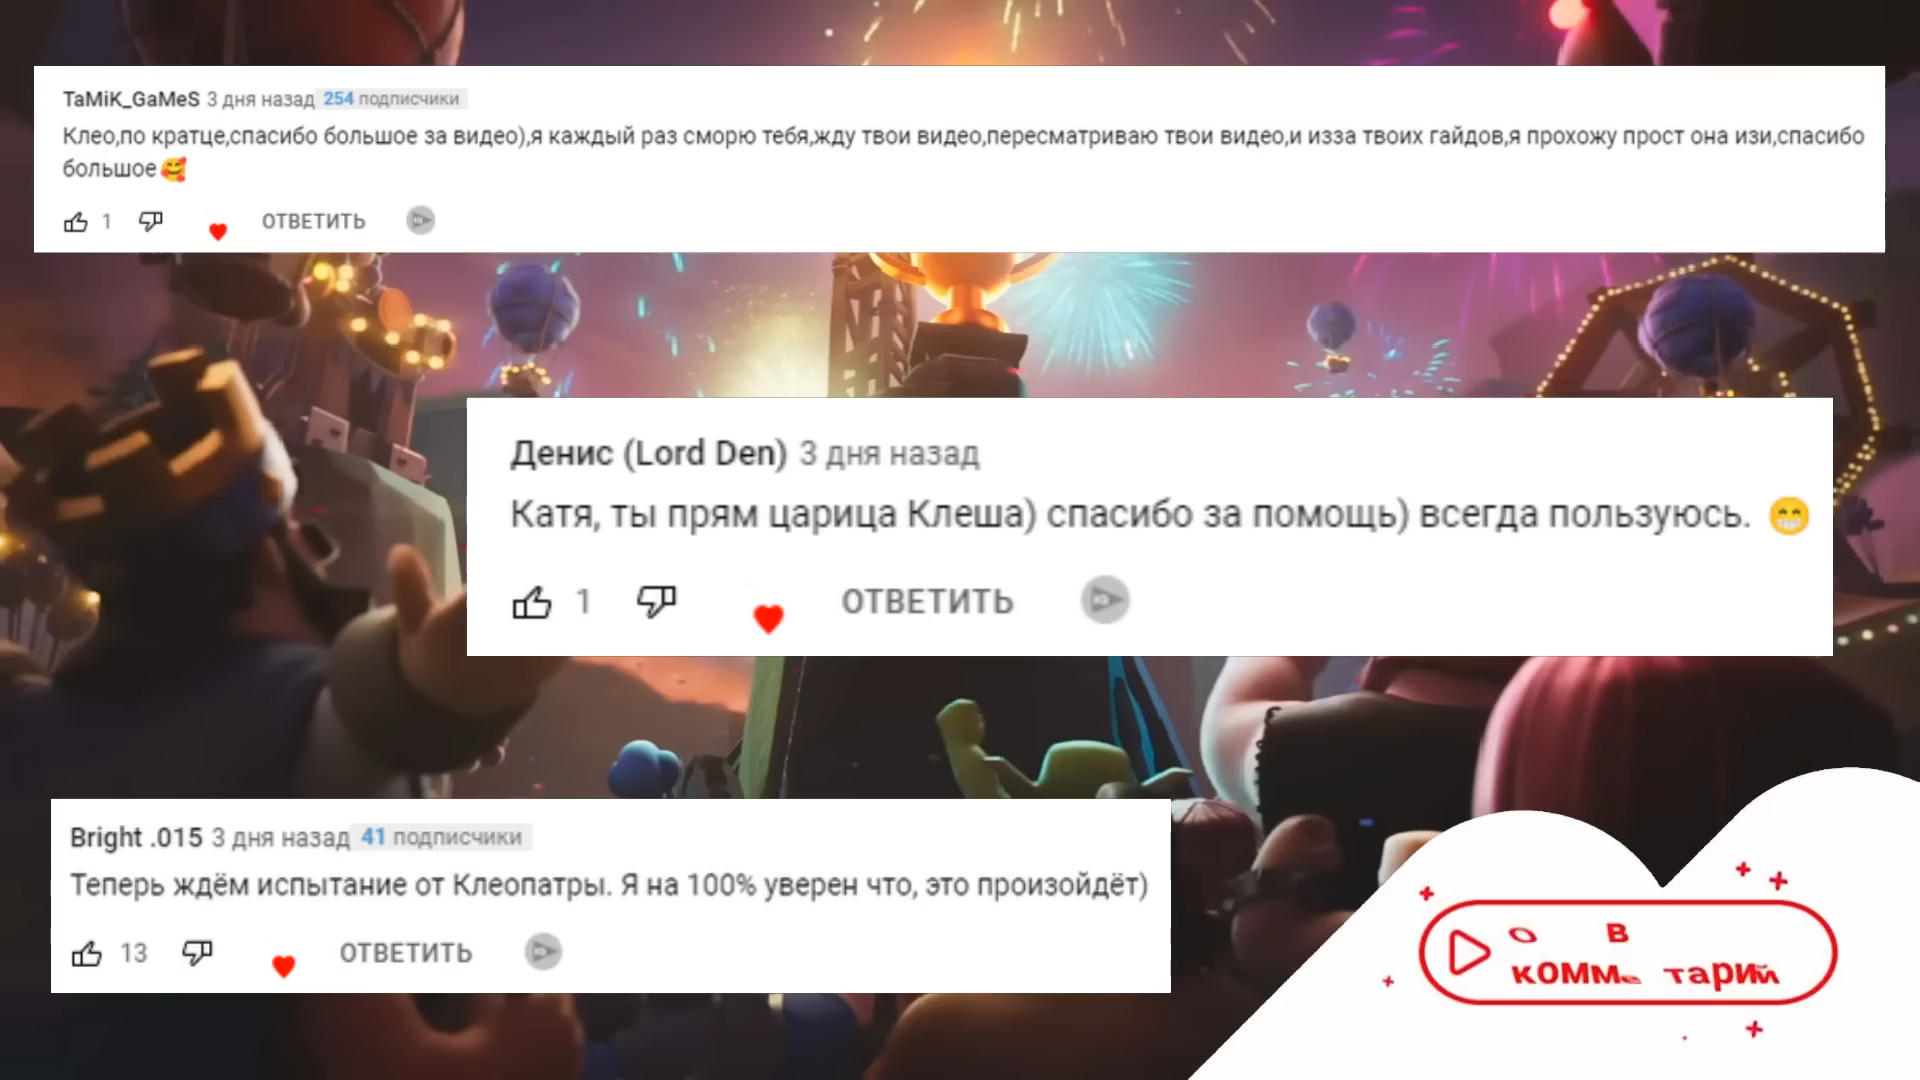 TaMiK_GaMeS 3 дня назад 254 подписчики
Клео,по кратце,спасибо большое за видео),я каждый раз сморю тебя,жду твои видео,пересматриваю твои видео,и изза твоих гайдов,я прохожу прост она изи,спасибо
большое
1 ОТВЕТИТЬ
Денис (Lord Den) 3 дня назад
Катя, ты прям царица Клеша) спасибо за помощь) всегда пользуюсь.
1 ОТВЕТИТЬ
Bright .015 3 дня назад 41 подписчики
Теперь ждём испытание от Клеопатры. Я на 100% уверен что, это произойдёт)
13 ОТВЕТИТЬ
О В
комме тарий